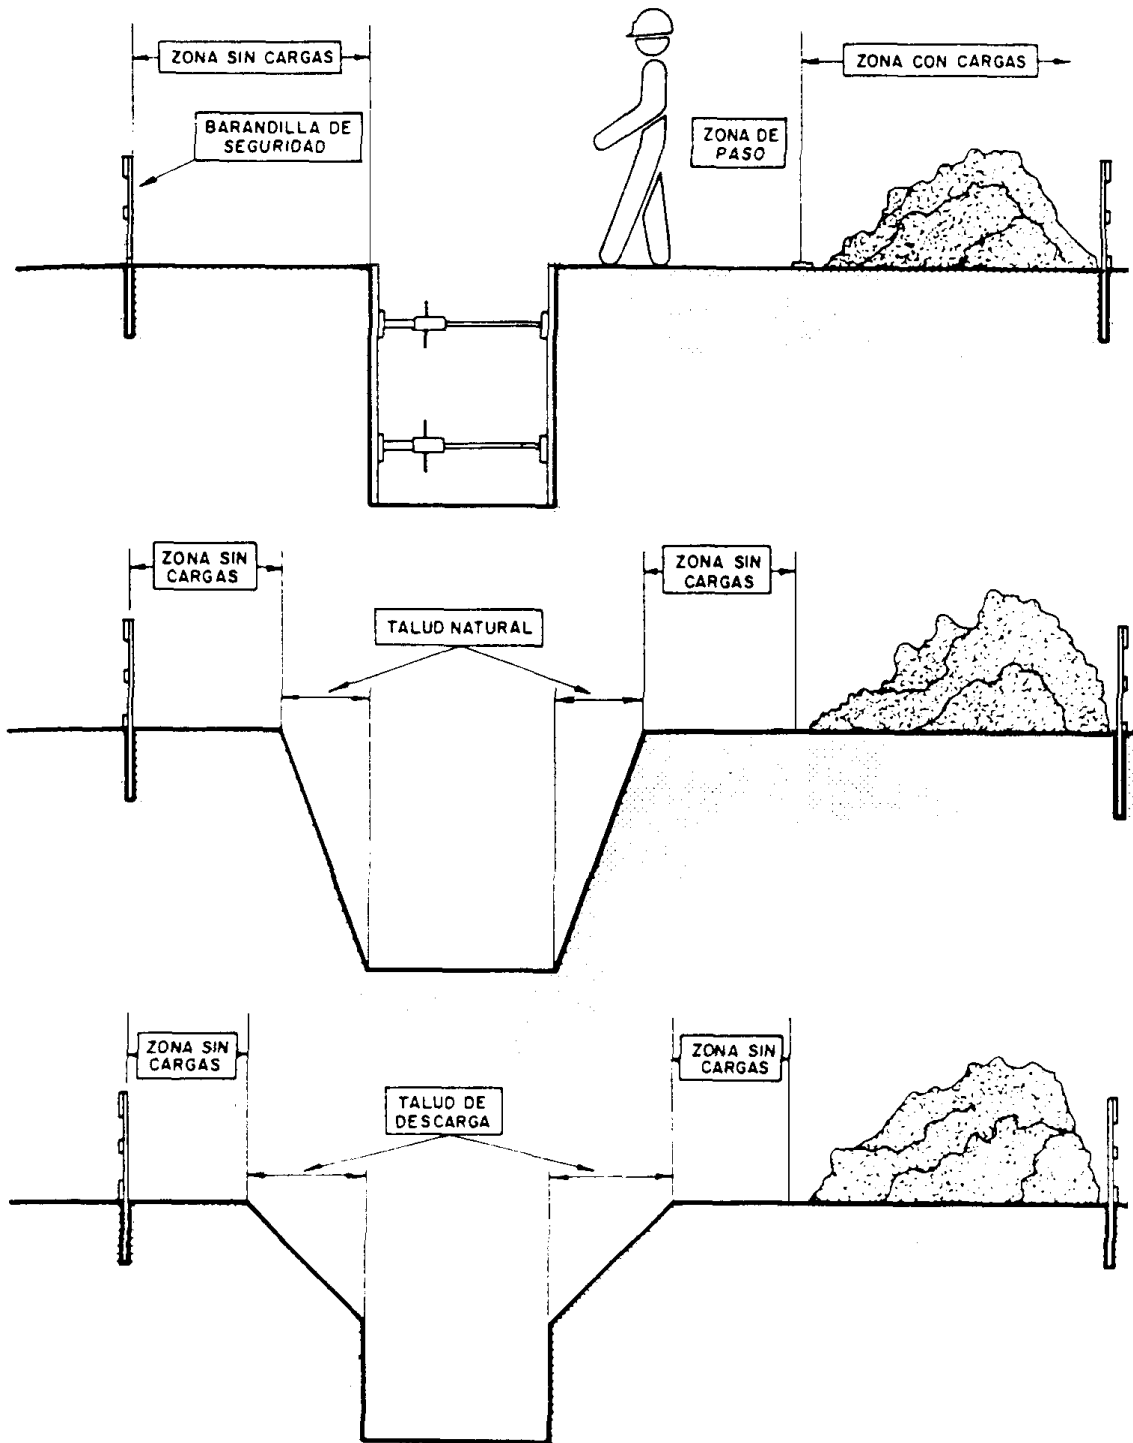 ZONA SIN CARGAS
ZONA CON CARGAS
BARANDILLA DE
SEGURIDAD
ZONA DE
PASO
ZONA SIN
CARGAS
ZONA SIN
CARGAS
TALUD NATURAL
ZONA SIN
CARGAS
ZONA SIN
CARGAS
TALUD DE
DESCARGA